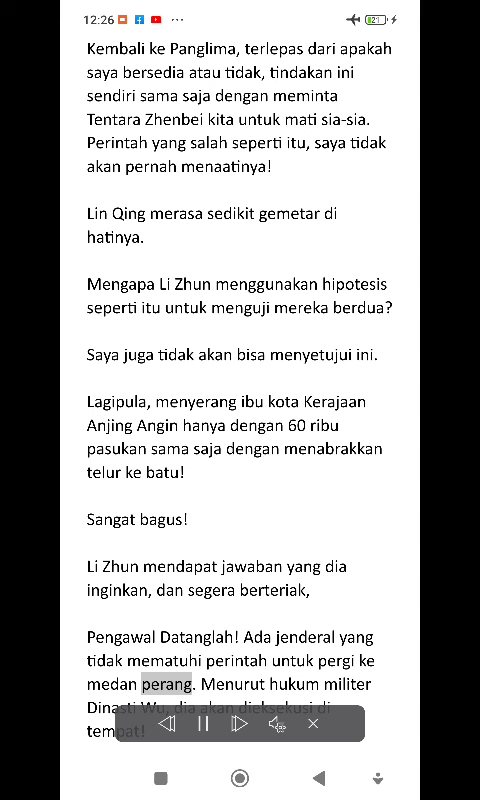 12:26
21
Kembali ke Panglima, terlepas dari apakah
saya bersedia atau tidak, tindakan ini
sendiri sama saja dengan meminta
Tentara Zhenbei kita untuk mati sia-sia.
Perintah yang salah seperti itu, saya tidak
akan pernah menaatinya!
Lin Qing merasa sedikit gemetar di
hatinya.
Mengapa Li Zhun menggunakan hipotesis
seperti itu untuk menguji mereka berdua?
Saya juga tidak akan bisa menyetujui ini.
Lagipula, menyerang ibu kota Kerajaan
Anjing Angin hanya dengan 60 ribu
pasukan sama saja dengan menabrakkan
telur ke batu!
Sangat bagus!
Li Zhun mendapat jawaban yang dia
inginkan, dan segera berteriak,
Pengawal Datanglah! Ada jenderal yang
tidak mematuhi perintah untuk pergi ke
medan perang. Menurut hukum militer
Dinasti Wu, dia akan dieksekusi di
tempat!